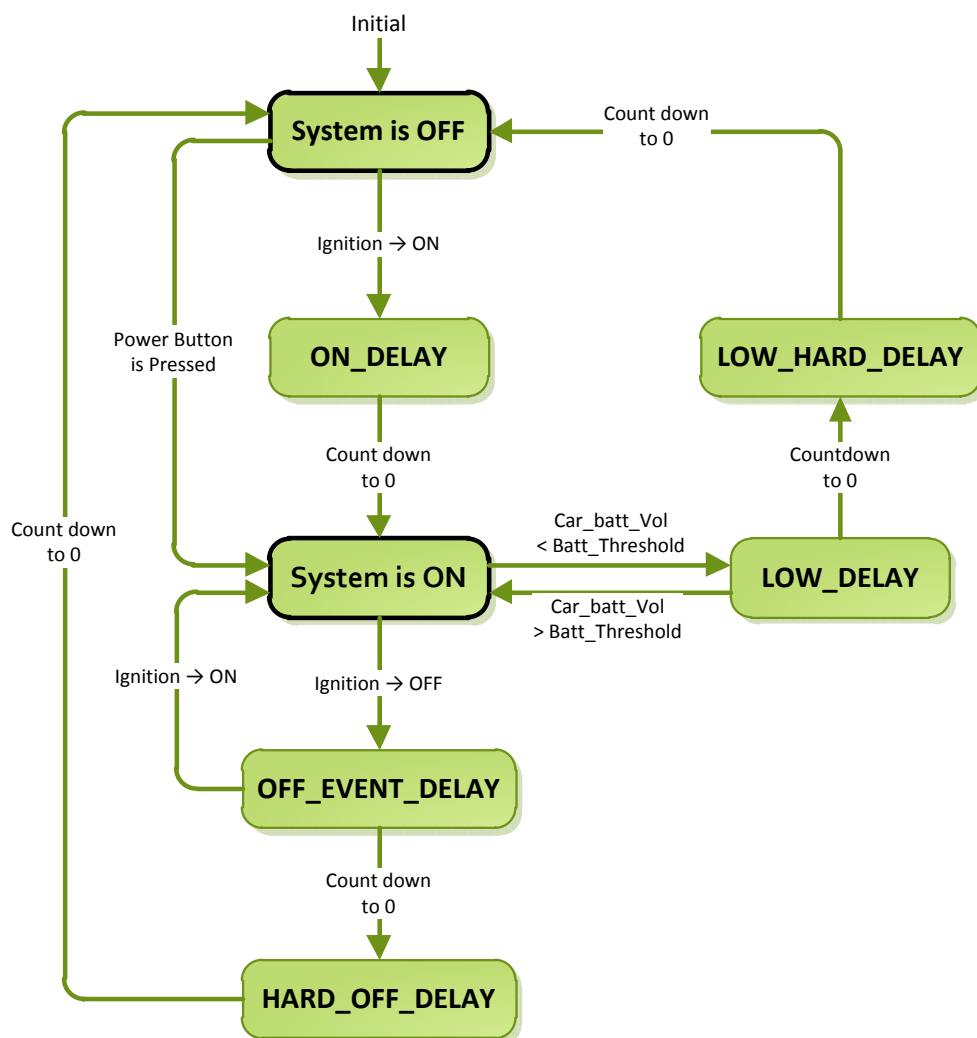 Initial
System is OFF
Count down
to 0
Ignition → ON
Power Button
is Pressed
ON_DELAY
LOW_HARD_DELAY
Count down
to 0
Countdown
to 0
Count down
to 0
Car_batt_Vol
< Batt_Threshold
System is ON
LOW_DELAY
Car_batt_Vol
> Batt_Threshold
Ignition → ON
Ignition → OFF
OFF_EVENT_DELAY
Count down
to 0
HARD_OFF_DELAY